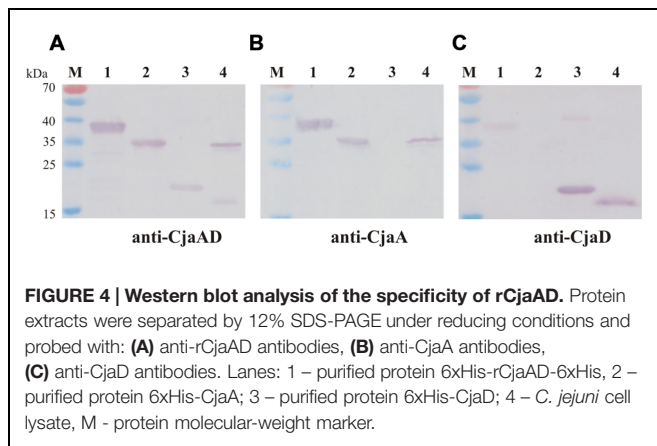 A B C
kDa M 1 2 3 4 M 1 2 3 4 M 1 2 3 4
70
40
35
25
15
anti-CjaAD anti-CjaA anti-CjaD
FIGURE 4 | Western blot analysis of the specificity of rCjaAD. Protein
extracts were separated by 12% SDS-PAGE under reducing conditions and
probed with: (A) anti-rCjaAD antibodies, (B) anti-CjaA antibodies,
(C) anti-CjaD antibodies. Lanes: 1 – purified protein 6xHis-rCjaAD-6xHis, 2 –
purified protein 6xHis-CjaA; 3 – purified protein 6xHis-CjaD; 4 – C. jejuni cell
lysate, M - protein molecular-weight marker.